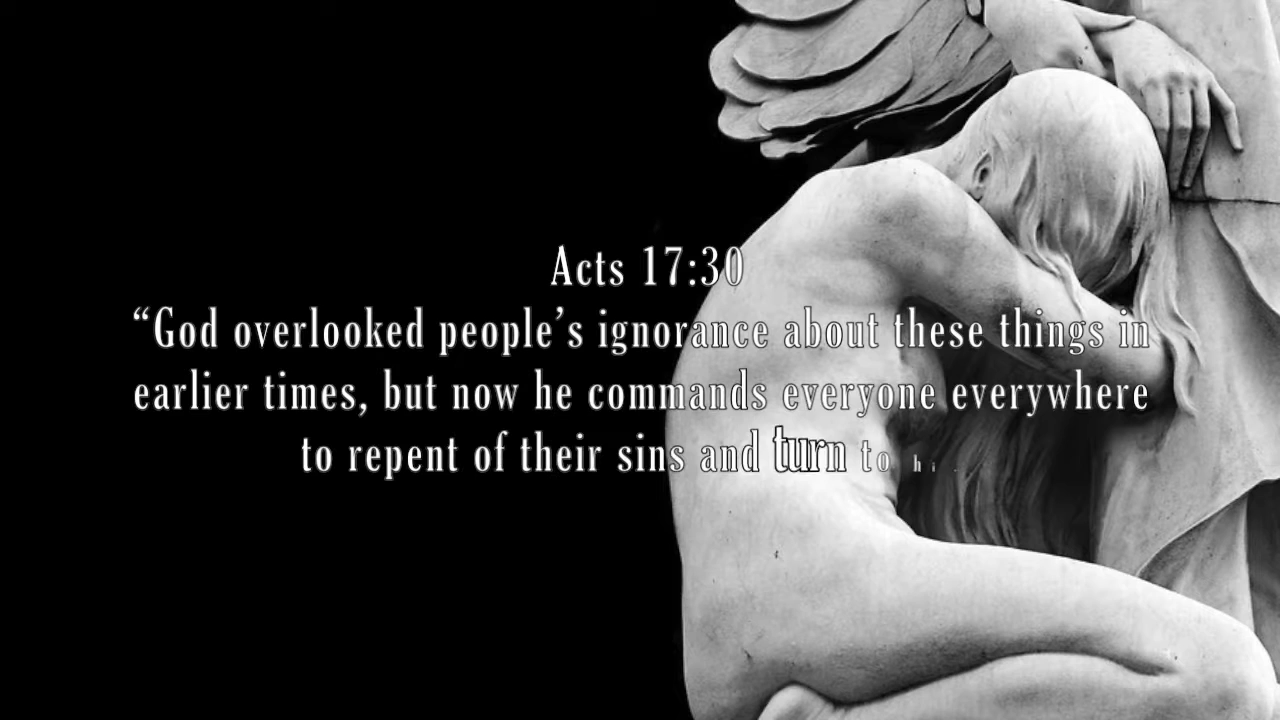 Acts 17:30
“God overlooked people’s ignorance about these things in
earlier times, but now he commands everyone everywhere
to repent of their sins and turn to